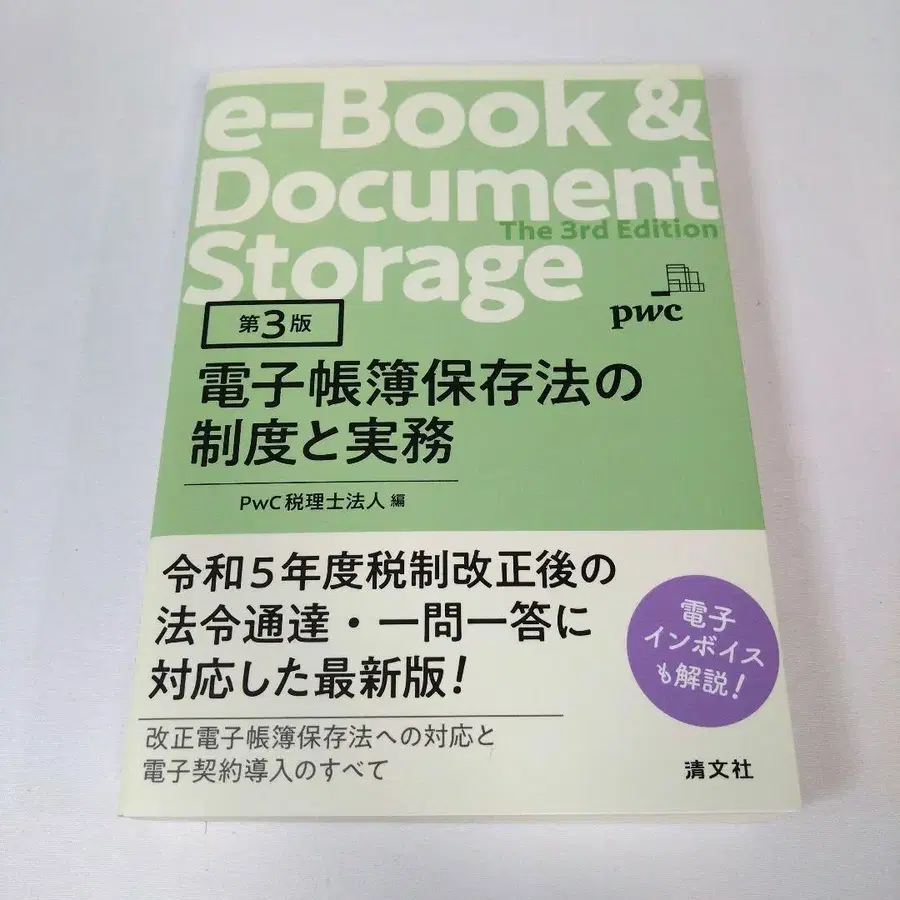 e-Book &
Document
Storage
The 3rd Edition
pwc
第3版
電子帳簿保存法の
制度と実務
PwC税理士法人 編
令和5年度税制改正後の
法令通達・一問一答に
対応した最新版!
電子
インボイス
も解説!
改正電子帳簿保存法への対応と
電子契約導入のすべて
清文社